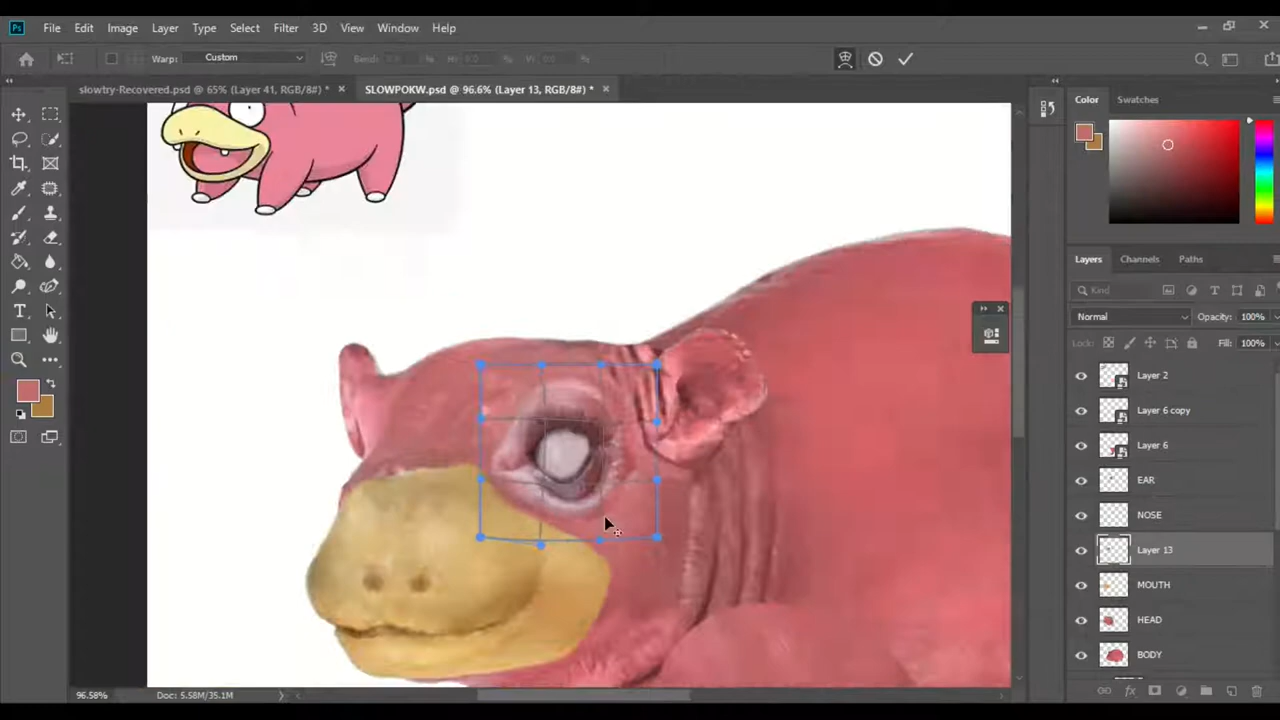 Ps File Edit Image Layer Type Select Filter 3D View Window Help
Warp: Custom
slowtry-Recovered.psd @ 65% (Layer 41, RGB/8#) * SLOWPOKW.psd @ 96.6% (Layer 13, RGB/8#) *
Color Swatches
Layers Channels Paths
Kind
Normal Opacity: 100%
Lock: Fill: 100%
Layer 2
Layer 6 copy
Layer 6
EAR
NOSE
Layer 13
MOUTH
HEAD
BODY
96.58% Doc: 5.58M/35.1M